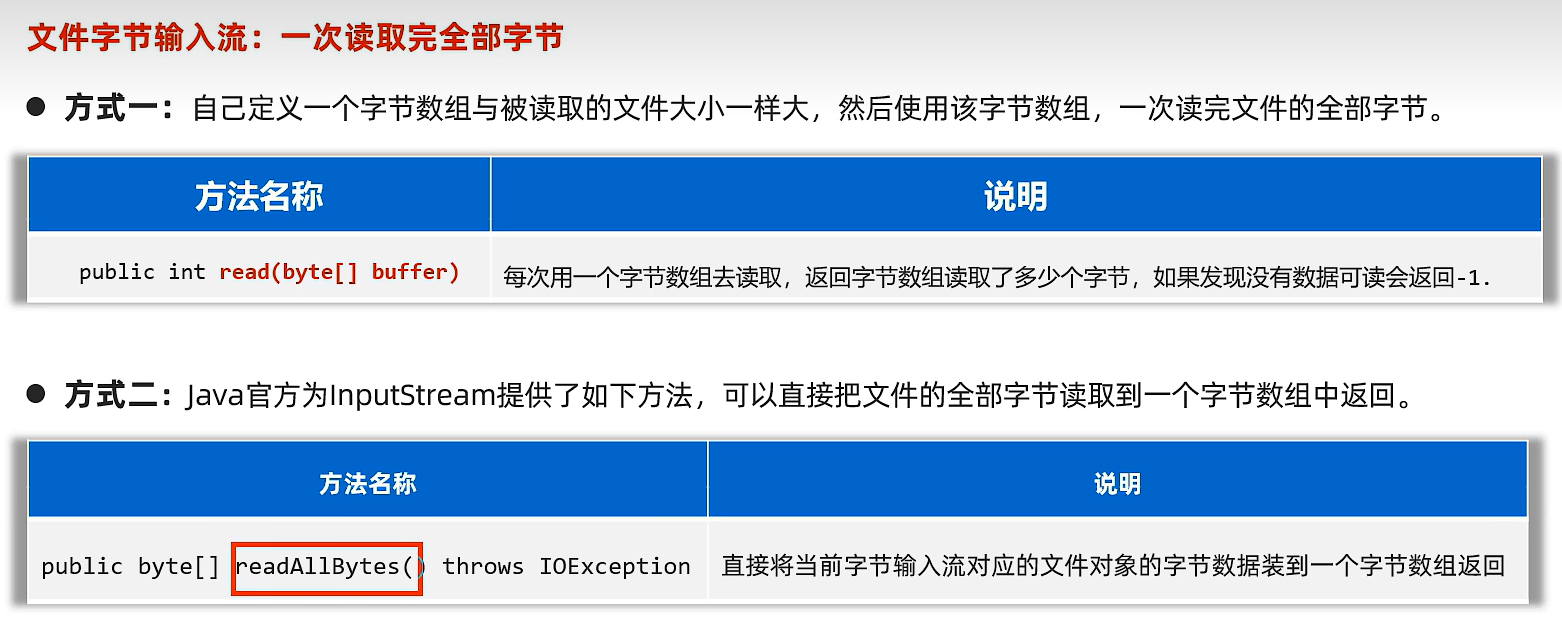 文件字节输入流：一次读取完全部字节
● 方式一：自己定义一个字节数组与被读取的文件大小一样大，然后使用该字节数组，一次读完文件的全部字节。
方法名称 说明
public int read(byte[] buffer) 每次用一个字节数组去读取，返回字节数组读取了多少个字节，如果发现没有数据可读会返回-1.
● 方式二：Java官方为InputStream提供了如下方法，可以直接把文件的全部字节读取到一个字节数组中返回。
方法名称 说明
public byte[] readAllBytes() throws IOException 直接将当前字节输入流对应的文件对象的字节数据装到一个字节数组返回